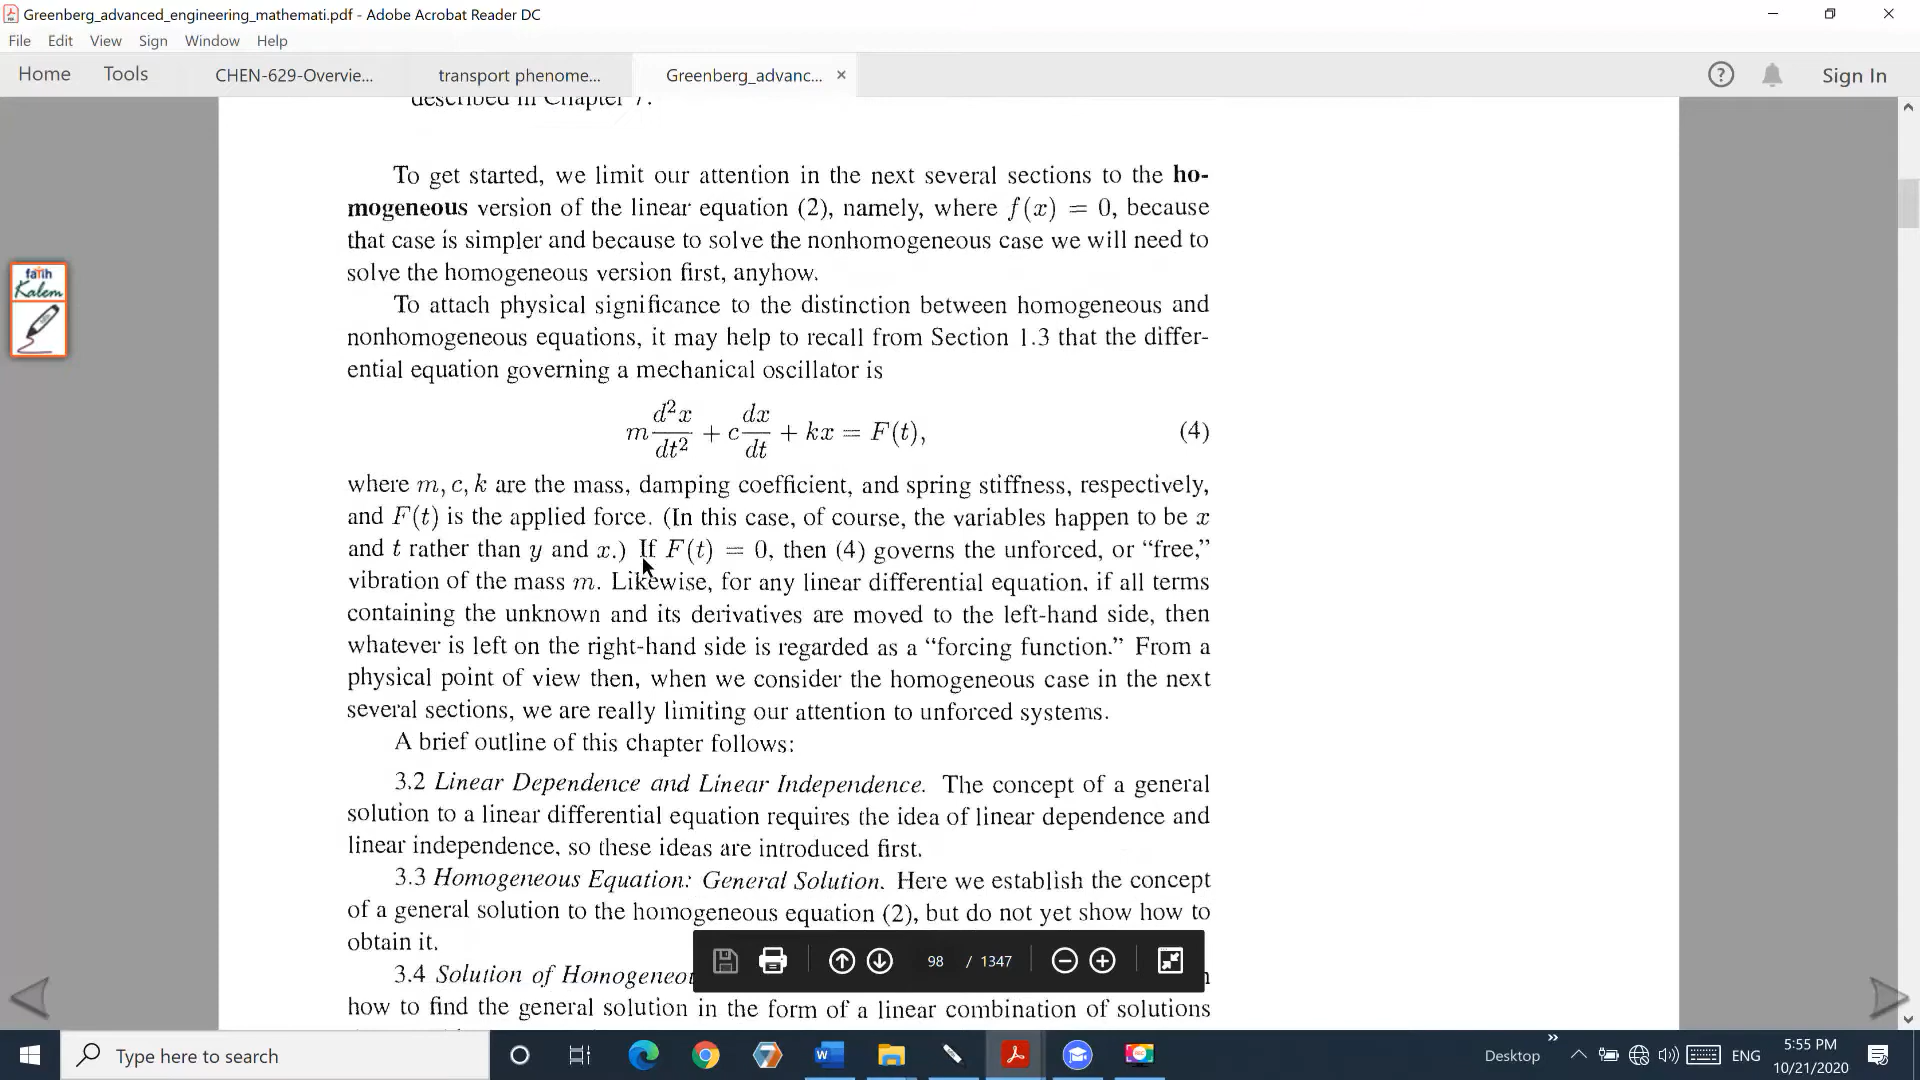 Greenberg_advanced_engineering_mathemati.pdf - Adobe Acrobat Reader DC
File Edit View Sign Window Help
Home Tools CHEN-629-Overvie... transport phenome... Greenberg_advanc... × Sign In
described in Chapter 7.
To get started, we limit our attention in the next several sections to the ho-
mogeneous version of the linear equation (2), namely, where f(x) = 0, because
that case is simpler and because to solve the nonhomogeneous case we will need to
solve the homogeneous version first, anyhow.
To attach physical significance to the distinction between homogeneous and
nonhomogeneous equations, it may help to recall from Section 1.3 that the differ-
ential equation governing a mechanical oscillator is
m d²x/dt² + c dx/dt + kx = F(t), (4)
where m, c, k are the mass, damping coefficient, and spring stiffness, respectively,
and F(t) is the applied force. (In this case, of course, the variables happen to be x
and t rather than y and x.) If F(t) = 0, then (4) governs the unforced, or “free,”
vibration of the mass m. Likewise, for any linear differential equation, if all terms
containing the unknown and its derivatives are moved to the left-hand side, then
whatever is left on the right-hand side is regarded as a “forcing function.” From a
physical point of view then, when we consider the homogeneous case in the next
several sections, we are really limiting our attention to unforced systems.
A brief outline of this chapter follows:
3.2 Linear Dependence and Linear Independence. The concept of a general
solution to a linear differential equation requires the idea of linear dependence and
linear independence, so these ideas are introduced first.
3.3 Homogeneous Equation: General Solution. Here we establish the concept
of a general solution to the homogeneous equation (2), but do not yet show how to
obtain it.
3.4 Solution of Homogeneou
how to find the general solution in the form of a linear combination of solutions
fatih
Kalem
98 / 1347
Type here to search
Desktop
ENG
5:55 PM
10/21/2020